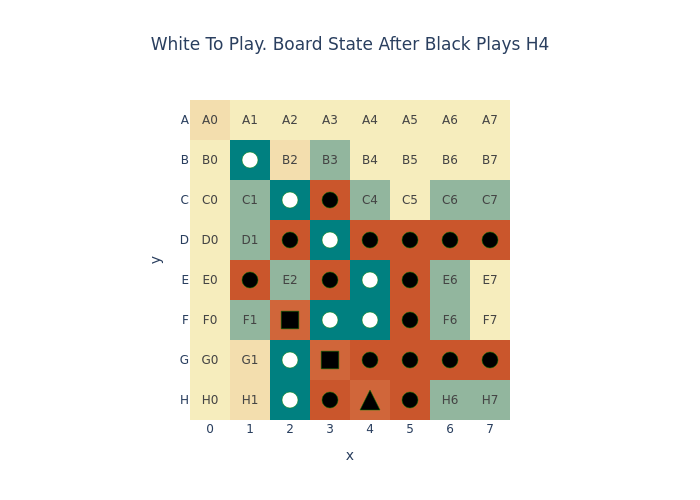 White To Play. Board State After Black Plays H4
A A0 A1 A2 A3 A4 A5 A6 A7
B B0 B2 B3 B4 B5 B6 B7
C C0 C1 C4 C5 C6 C7
D D0 D1
E E0 E2 E6 E7
F F0 F1 F6 F7
G G0 G1
H H0 H1 H6 H7
0 1 2 3 4 5 6 7
x
y